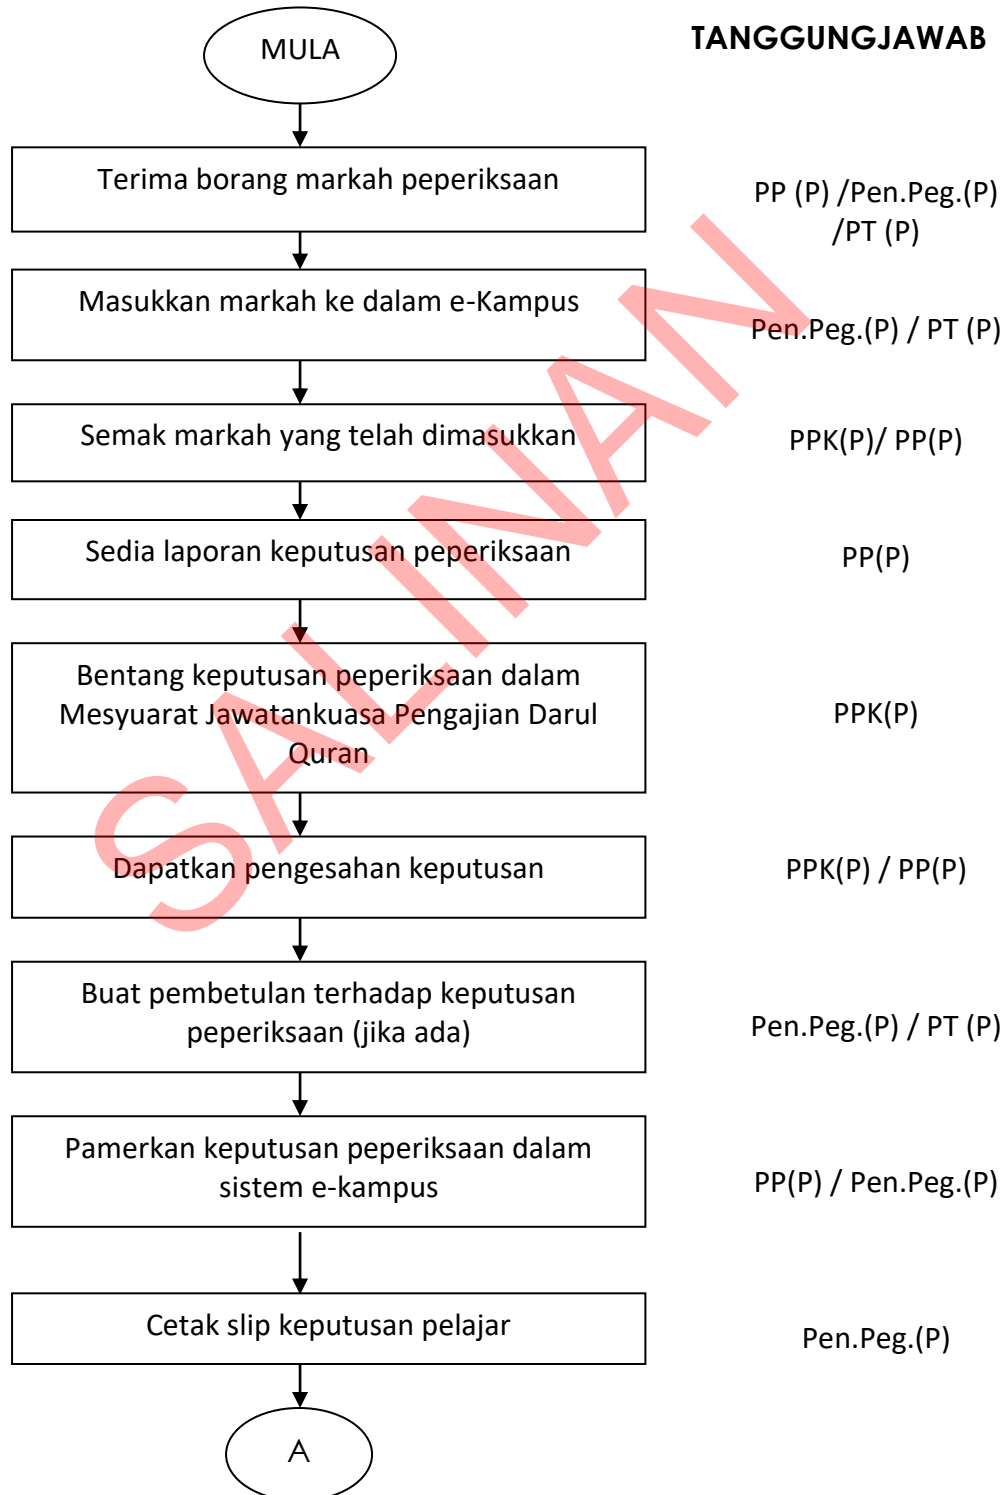 MULA
TANGGUNGJAWAB
Terima borang markah peperiksaan
PP (P) /Pen.Peg.(P)
/PT (P)
Masukkan markah ke dalam e-Kampus
Pen.Peg.(P) / PT (P)
Semak markah yang telah dimasukkan
PPK(P)/ PP(P)
Sedia laporan keputusan peperiksaan
PP(P)
Bentang keputusan peperiksaan dalam
Mesyuarat Jawatankuasa Pengajian Darul
Quran
PPK(P)
Dapatkan pengesahan keputusan
PPK(P) / PP(P)
Buat pembetulan terhadap keputusan
peperiksaan (jika ada)
Pen.Peg.(P) / PT (P)
Pamerkan keputusan peperiksaan dalam
sistem e-kampus
PP(P) / Pen.Peg.(P)
Cetak slip keputusan pelajar
Pen.Peg.(P)
A
SALINAN